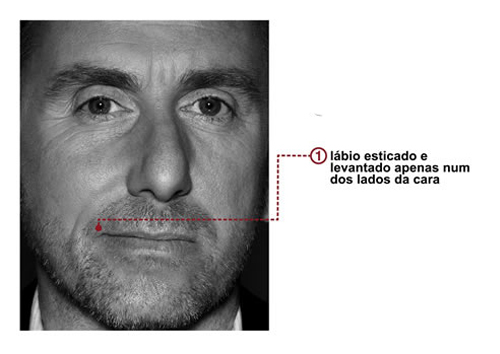 1 lábio esticado e
levantado apenas num
dos lados da cara